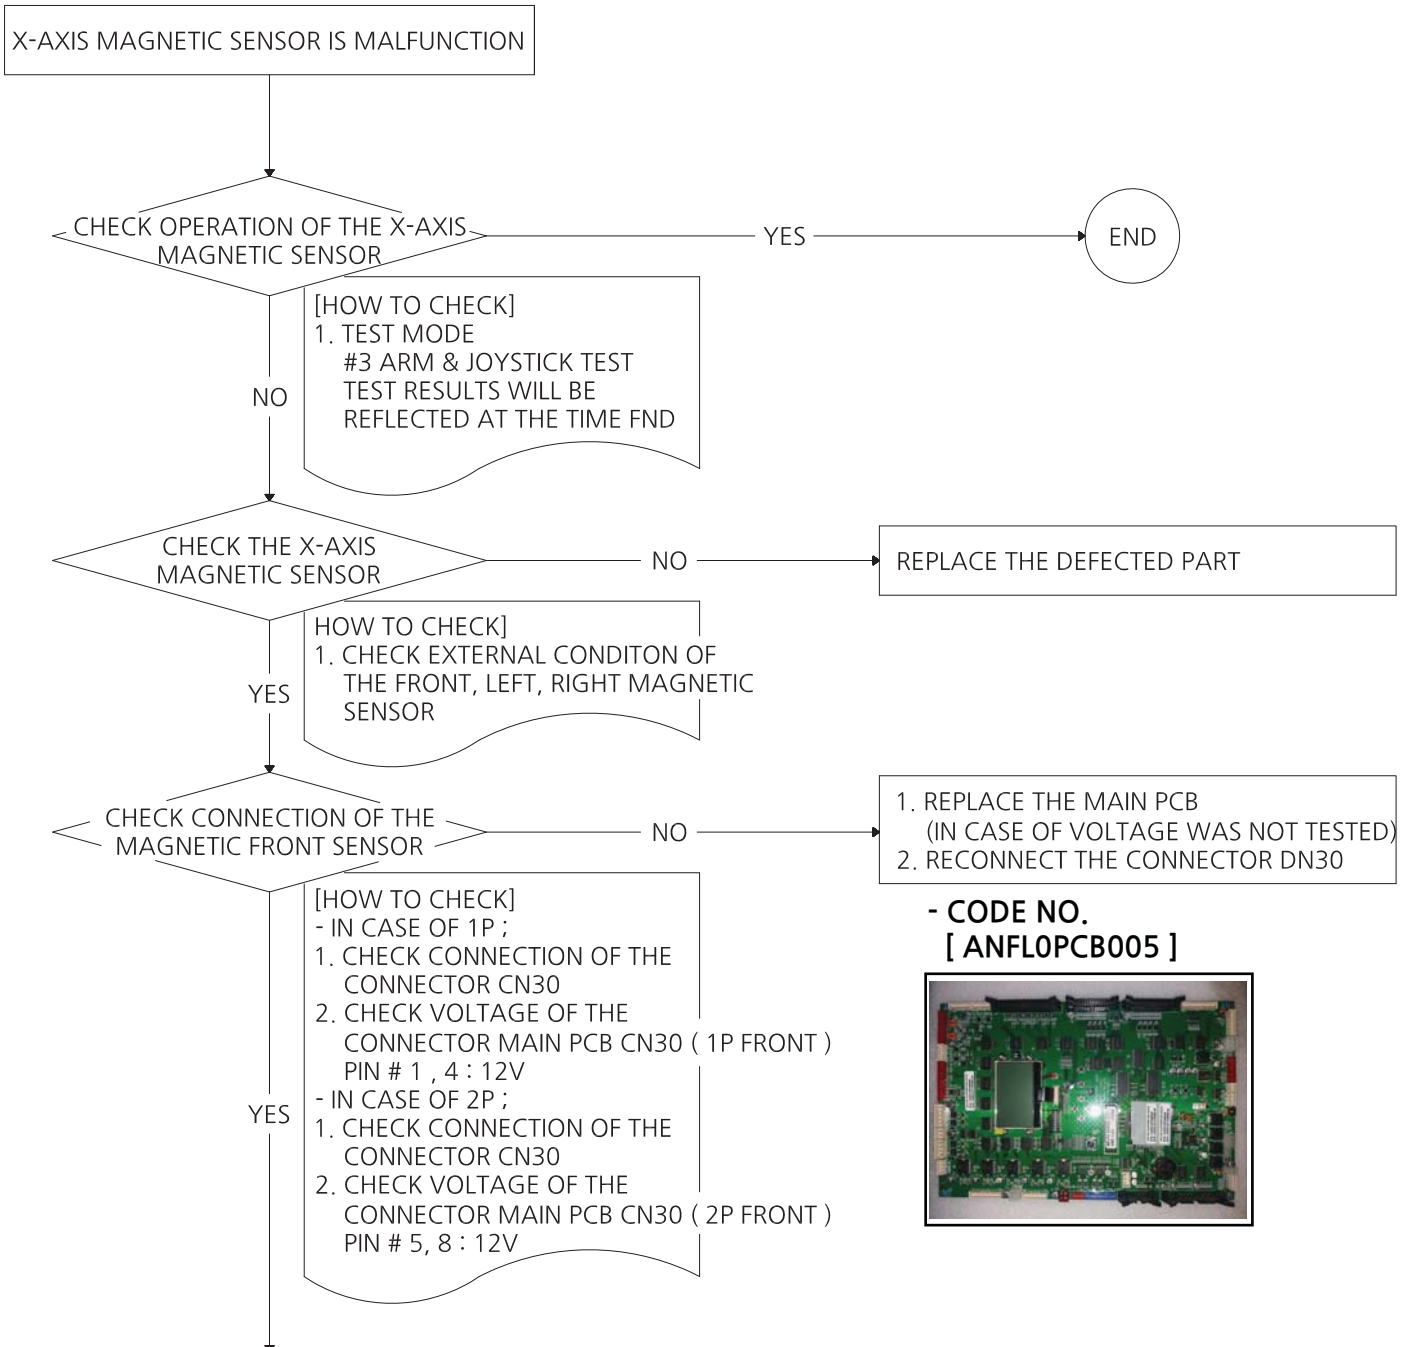 X-AXIS MAGNETIC SENSOR IS MALFUNCTION
CHECK OPERATION OF THE X-AXIS
MAGNETIC SENSOR
YES
END
[HOW TO CHECK]
1. TEST MODE
#3 ARM & JOYSTICK TEST
TEST RESULTS WILL BE
REFLECTED AT THE TIME FND
NO
CHECK THE X-AXIS
MAGNETIC SENSOR
NO
REPLACE THE DEFECTED PART
HOW TO CHECK]
1. CHECK EXTERNAL CONDITON OF
THE FRONT, LEFT, RIGHT MAGNETIC
SENSOR
YES
CHECK CONNECTION OF THE
MAGNETIC FRONT SENSOR
NO
1. REPLACE THE MAIN PCB
(IN CASE OF VOLTAGE WAS NOT TESTED)
2. RECONNECT THE CONNECTOR DN30
- CODE NO.
[ ANFL0PCB005 ]
[HOW TO CHECK]
- IN CASE OF 1P ;
1. CHECK CONNECTION OF THE
CONNECTOR CN30
2. CHECK VOLTAGE OF THE
CONNECTOR MAIN PCB CN30 ( 1P FRONT )
PIN # 1 , 4 : 12V
- IN CASE OF 2P ;
1. CHECK CONNECTION OF THE
CONNECTOR CN30
2. CHECK VOLTAGE OF THE
CONNECTOR MAIN PCB CN30 ( 2P FRONT )
PIN # 5, 8 : 12V
YES